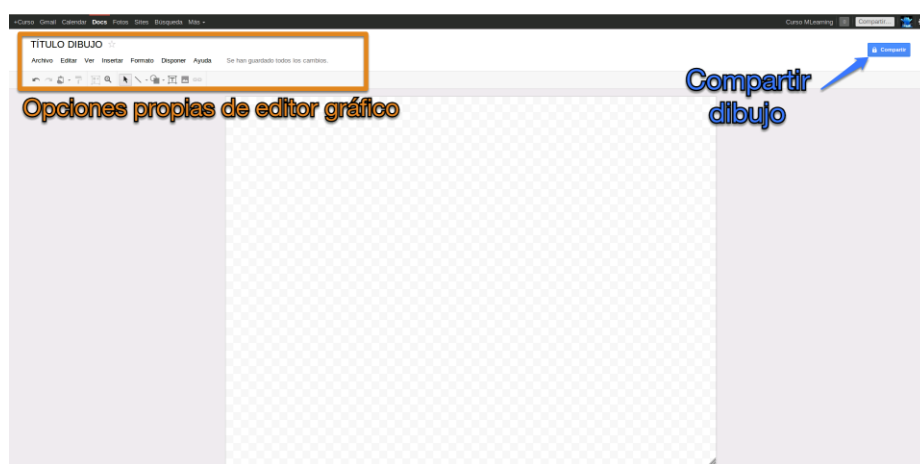 +Curso Gmail Calendar Docs Fotos Sites Búsqueda Más
Curso MLearning 0 Compartir...
TÍTULO DIBUJO
Archivo Editar Ver Insertar Formato Disponer Ayuda Se han guardado todos los cambios.
Compartir
Opciones propias de editor gráfico
Compartir
dibujo